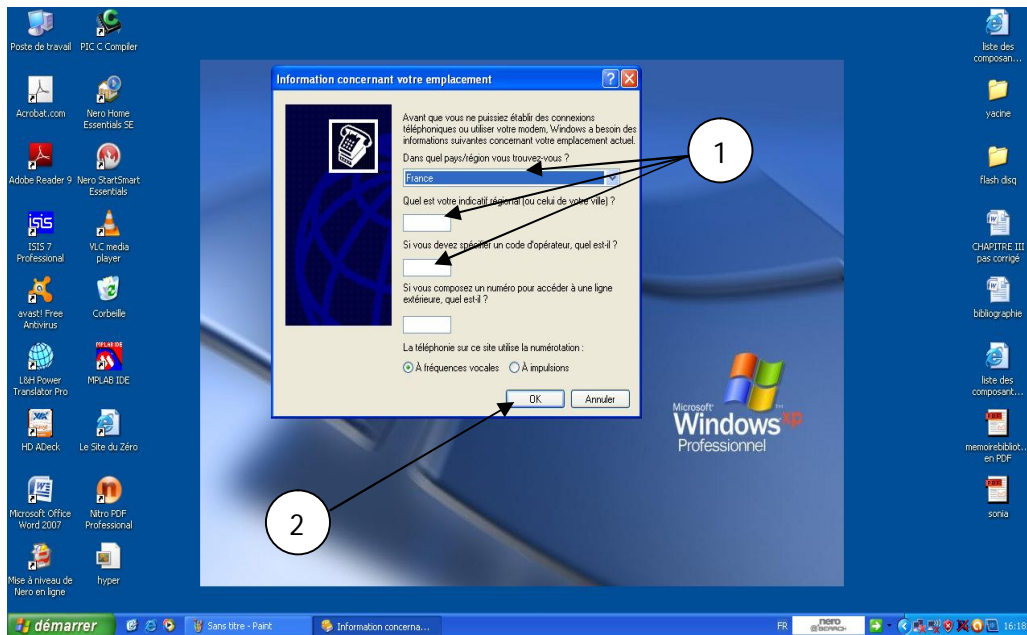 Poste de travail
PIC C Compiler
Acrobat.com
Nero Home
Essentials SE
Adobe Reader 9
Nero StartSmart
Essentials
isis
ISIS 7
Professional
VLC media
player
avast! Free
Antivirus
Corbeille
MPLAB IDE
L&H Power
Translator Pro
MPLAB IDE
HD ADeck
Le Site du Zéro
Microsoft Office
Word 2007
Nitro PDF
Professional
Mise à niveau de
Nero en ligne
hyper
Information concernant votre emplacement
Avant que vous ne puissiez établir des connexions
téléphoniques ou utiliser votre modem, Windows a besoin des
informations suivantes concernant votre emplacement actuel.
Dans quel pays/région vous trouvez-vous ?
France
Quel est votre indicatif régional (ou celui de votre ville) ?
Si vous devez spécifier un code d'opérateur, quel est-il ?
Si vous composez un numéro pour accéder à une ligne
extérieure, quel est-il ?
La téléphonie sur ce site utilise la numérotation :
À fréquences vocales
À impulsions
OK
Annuler
1
2
Microsoft
Windows xp
Professionnel
liste des
composan...
yacine
flash disq
CHAPITRE III
pas corrigé
bibliographie
liste des
composant...
memoirebibliot...
en PDF
sonia
démarrer
Sans titre - Paint
Information concerna...
FR
nero
SEARCH
16:18